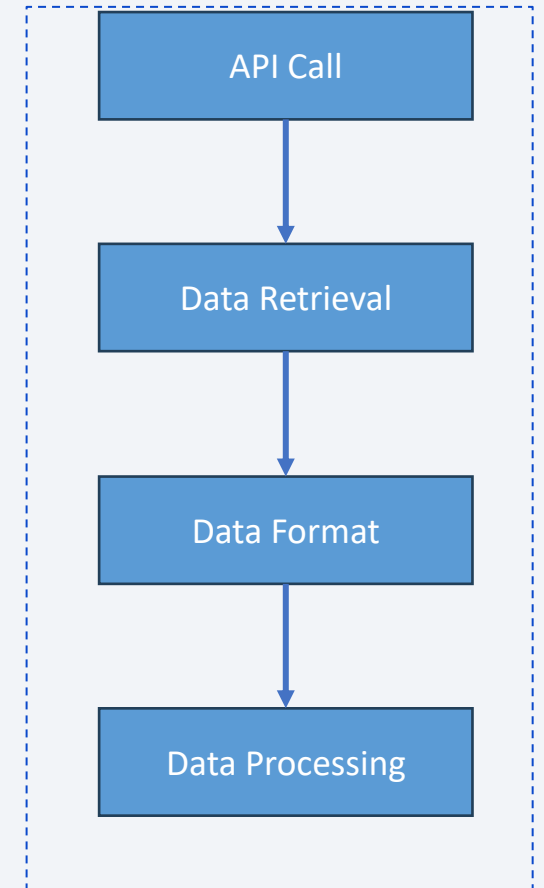 API Call
Data Retrieval
Data Format
Data Processing